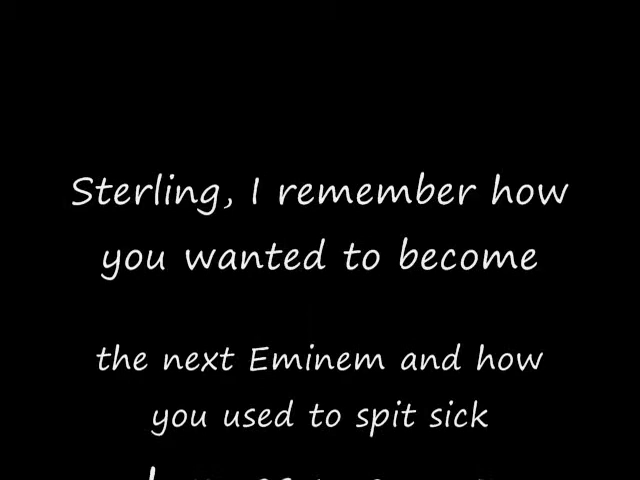 Sterling, I remember how
you wanted to become
the next Eminem and how
you used to spit sick